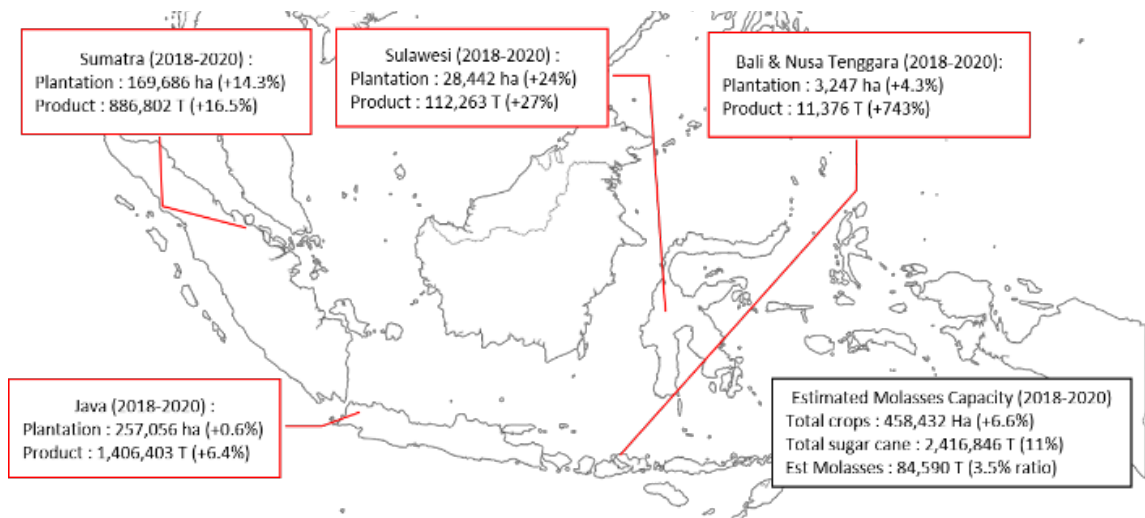 Sumatra (2018-2020) :
Plantation : 169,686 ha (+14.3%)
Product : 886,802 T (+16.5%)
Sulawesi (2018-2020) :
Plantation : 28,442 ha (+24%)
Product : 112,263 T (+27%)
Bali & Nusa Tenggara (2018-2020):
Plantation : 3,247 ha (+4.3%)
Product : 11,376 T (+743%)
Java (2018-2020) :
Plantation : 257,056 ha (+0.6%)
Product : 1,406,403 T (+6.4%)
Estimated Molasses Capacity (2018-2020)
Total crops : 458,432 Ha (+6.6%)
Total sugar cane : 2,416,846 T (11%)
Est Molasses : 84,590 T (3.5% ratio)